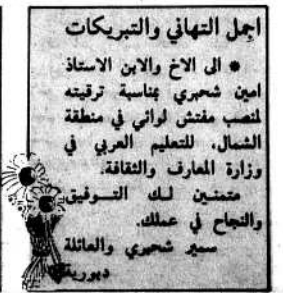 اجمل التهاني والتبريكات
* الى الاخ والابن الاستاذ
امين شحبري بمناسبة ترقيته
لمنصب مفتش لوائي في منطقة
الشمال، للتعليم العربي في
وزارة المعارف والثقافة.
متمنين لك التوفيق
والنجاح في عملك.
سمير شحبري والعائلة
دبورية